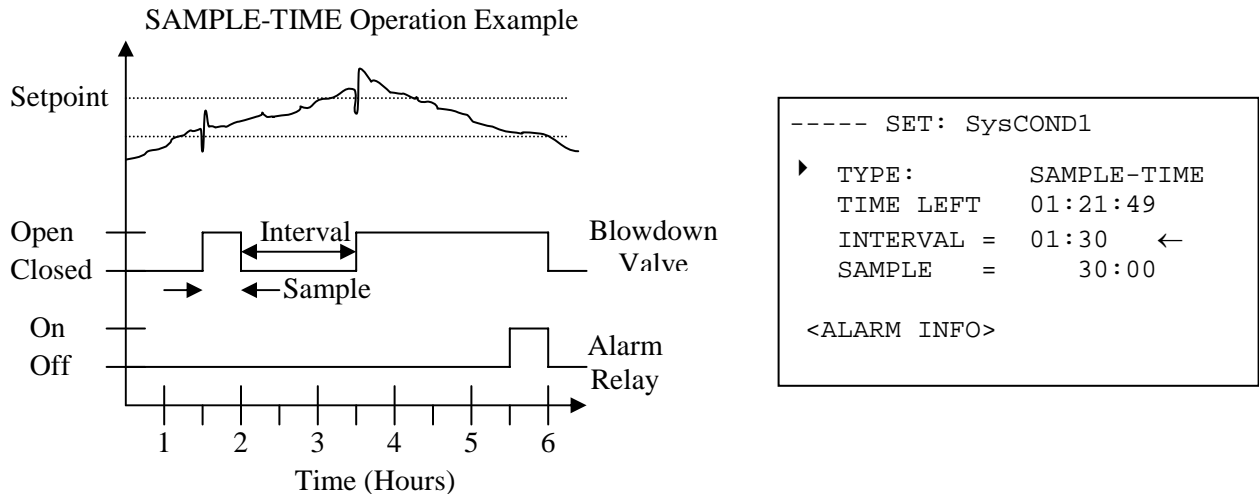 SAMPLE-TIME Operation Example
Setpoint
Open
Closed
Interval
Sample
Blowdown
Valve
On
Off
Alarm
Relay
1 2 3 4 5 6
Time (Hours)
----- SET: SysCOND1
TYPE: SAMPLE-TIME
TIME LEFT 01:21:49
INTERVAL = 01:30 ←
SAMPLE = 30:00
<ALARM INFO>